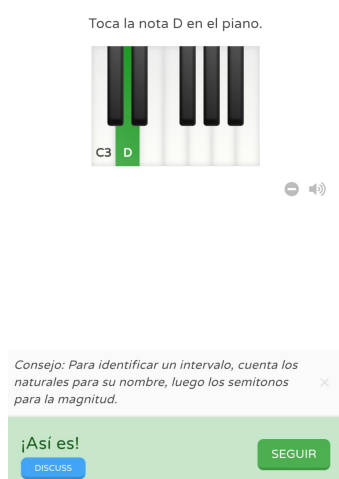 Toca la nota D en el piano.
C3 D
Consejo: Para identificar un intervalo, cuenta los
naturales para su nombre, luego los semitonos
para la magnitud.
¡Así es!
DISCUSS
SEGUIR